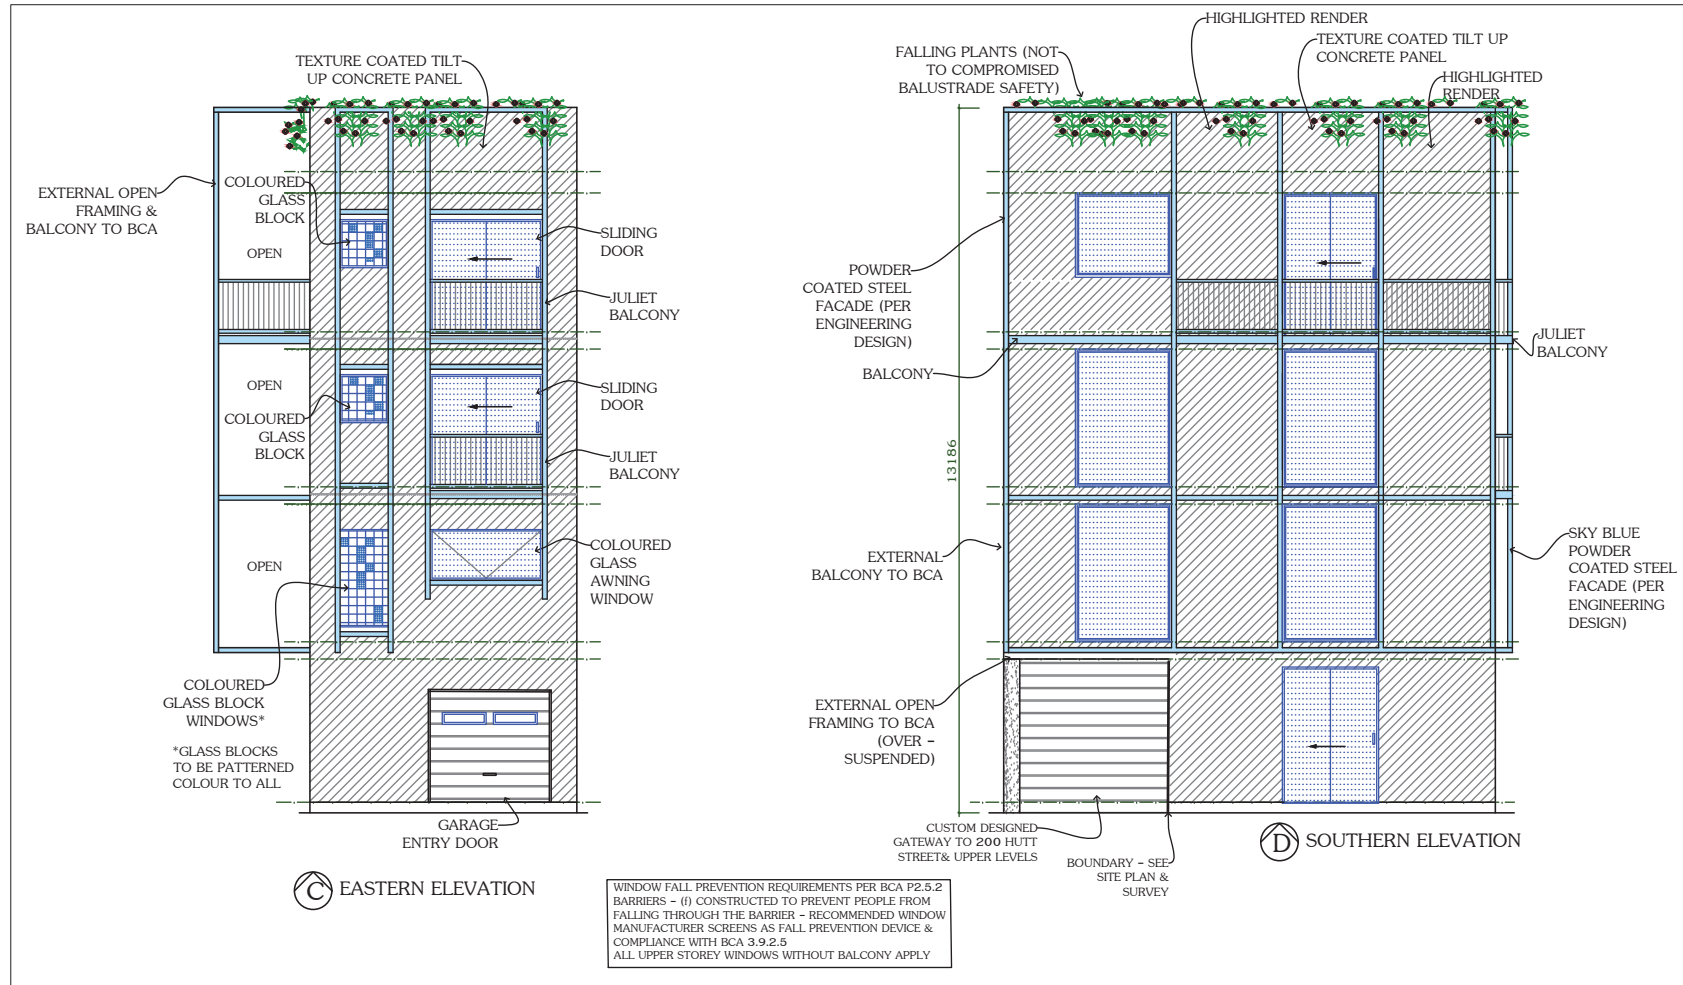 TEXTURE COATED TILT
UP CONCRETE PANEL
EXTERNAL OPEN
FRAMING &
BALCONY TO BCA
COLOURED
GLASS
BLOCK
OPEN
SLIDING
DOOR
JULIET
BALCONY
OPEN
COLOURED
GLASS
BLOCK
SLIDING
DOOR
JULIET
BALCONY
OPEN
COLOURED
GLASS
AWNING
WINDOW
COLOURED
GLASS BLOCK
WINDOWS*
*GLASS BLOCKS
TO BE PATTERNED
COLOUR TO ALL
GARAGE
ENTRY DOOR
C EASTERN ELEVATION
HIGHLIGHTED RENDER
FALLING PLANTS (NOT
TO COMPROMISED
BALUSTRADE SAFETY)
TEXTURE COATED TILT UP
CONCRETE PANEL
HIGHLIGHTED
RENDER
POWDER
COATED STEEL
FACADE (PER
ENGINEERING
DESIGN)
BALCONY
JULIET
BALCONY
13186
EXTERNAL
BALCONY TO BCA
SKY BLUE
POWDER
COATED STEEL
FACADE (PER
ENGINEERING
DESIGN)
EXTERNAL OPEN
FRAMING TO BCA
(OVER -
SUSPENDED)
CUSTOM DESIGNED
GATEWAY TO 200 HUTT
STREET& UPPER LEVELS
BOUNDARY - SEE
SITE PLAN &
SURVEY
D SOUTHERN ELEVATION
WINDOW FALL PREVENTION REQUIREMENTS PER BCA P2.5.2
BARRIERS - (f) CONSTRUCTED TO PREVENT PEOPLE FROM
FALLING THROUGH THE BARRIER - RECOMMENDED WINDOW
MANUFACTURER SCREENS AS FALL PREVENTION DEVICE &
COMPLIANCE WITH BCA 3.9.2.5
ALL UPPER STOREY WINDOWS WITHOUT BALCONY APPLY